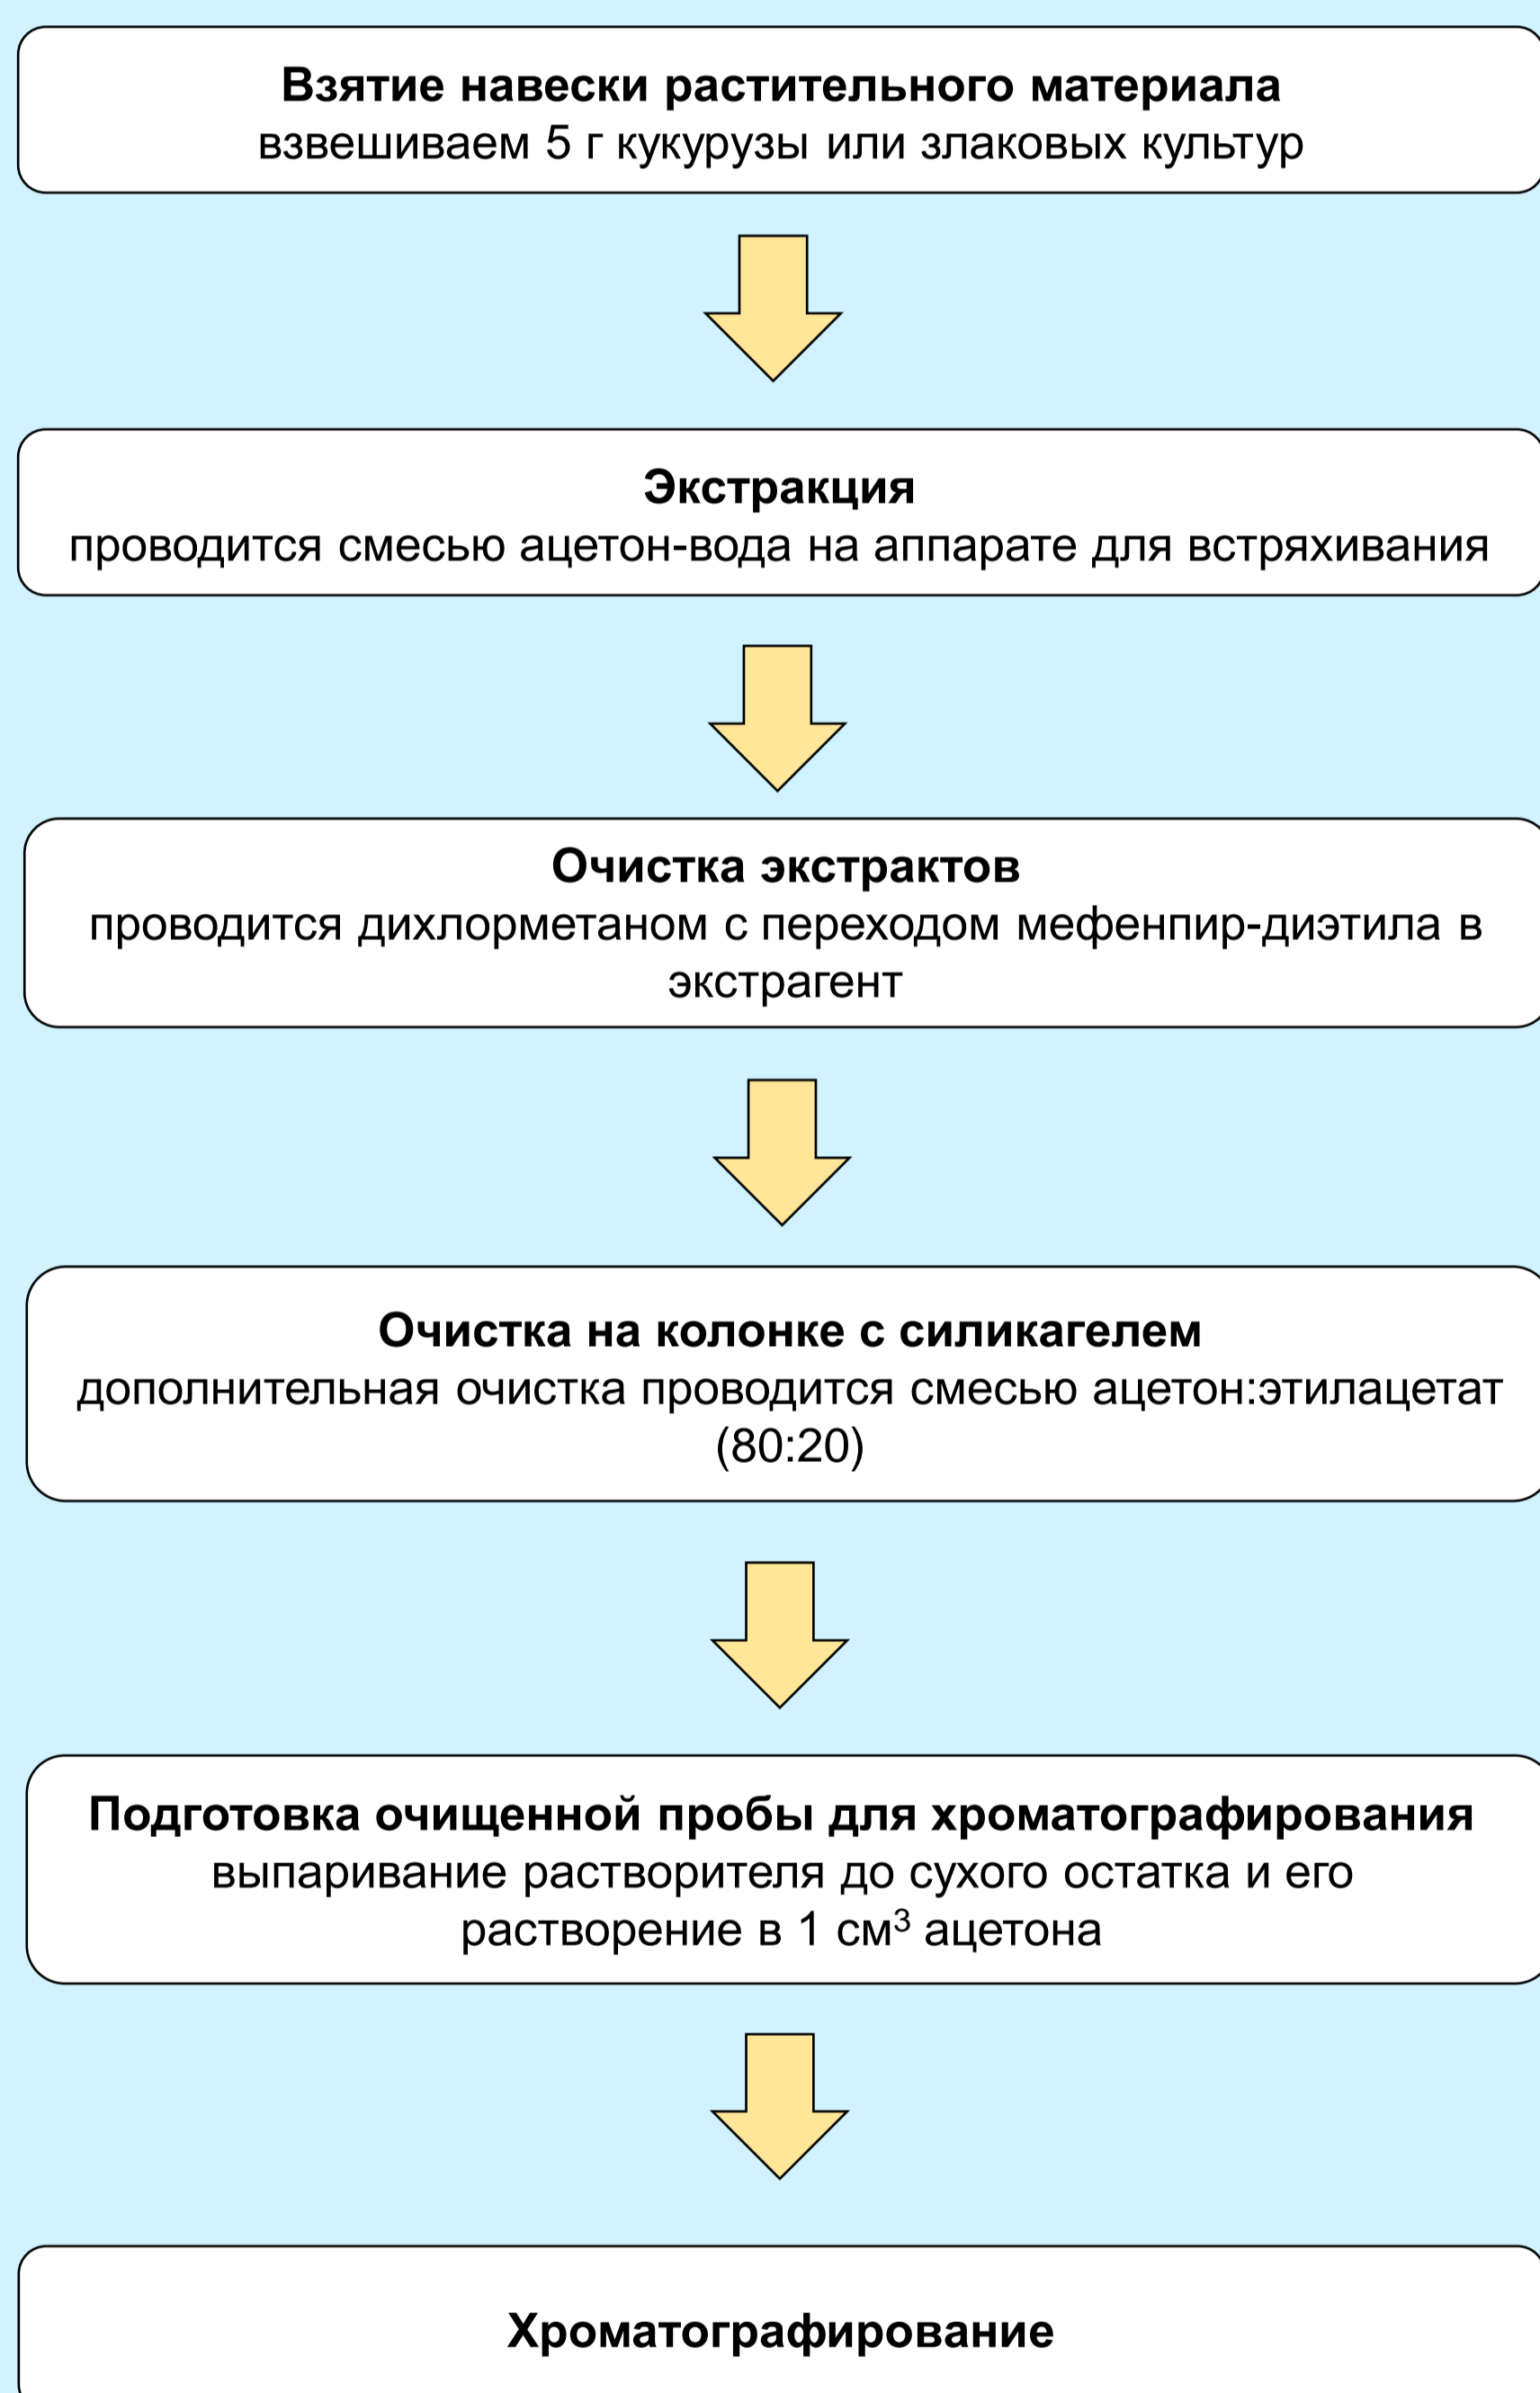 Взятие навески растительного материала
взвешиваем 5 г кукурузы или злаковых культур
Экстракция
проводится смесью ацетон-вода на аппарате для встряхивания
Очистка экстрактов
проводится дихлорметаном с переходом мефенпир-диэтила в
экстрагент
Очистка на колонке с силикагелем
дополнительная очистка проводится смесью ацетон:этилацетат
(80:20)
Подготовка очищенной пробы для хроматографирования
выпаривание растворителя до сухого остатка и его
растворение в 1 см³ ацетона
Хроматографирование